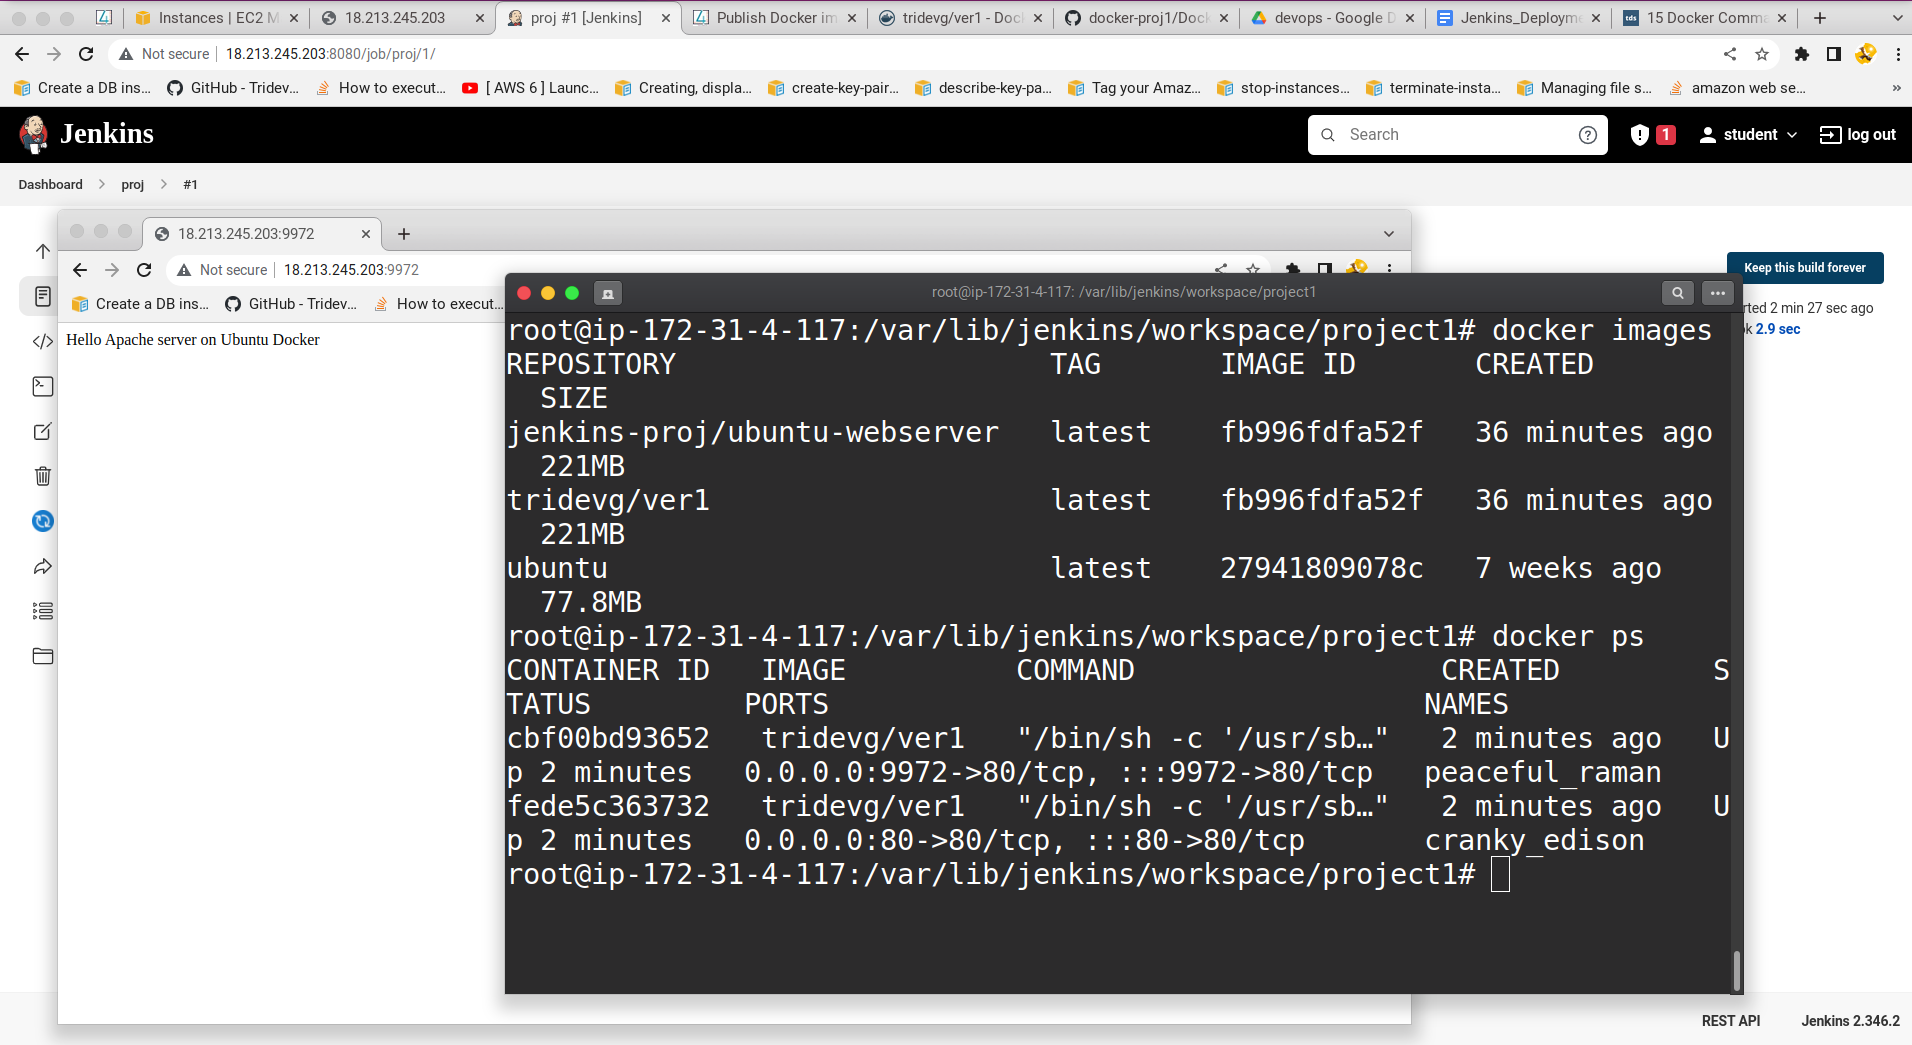 Instances | EC2 M
18.213.245.203
proj #1 [Jenkins]
Publish Docker im
tridevg/ver1 - Doc
docker-proj1/Dock
devops - Google D
Jenkins_Deployme
15 Docker Comma
Not secure
18.213.245.203:8080/job/proj/1/
Create a DB ins...
GitHub - Tridev...
How to execut...
[ AWS 6 ] Launc...
Creating, displa...
create-key-pair...
describe-key-pa...
Tag your Amaz...
stop-instances...
terminate-insta...
Managing file s...
amazon web se...
»
Jenkins
Search
1
student
log out
Dashboard
proj
#1
18.213.245.203:9972
Not secure
18.213.245.203:9972
Create a DB ins...
GitHub - Tridev...
How to execut...
Hello Apache server on Ubuntu Docker
Keep this build forever
rted 2 min 27 sec ago
k 2.9 sec
root@ip-172-31-4-117: /var/lib/jenkins/workspace/project1
root@ip-172-31-4-117:/var/lib/jenkins/workspace/project1# docker images
REPOSITORY TAG IMAGE ID CREATED
SIZE
jenkins-proj/ubuntu-webserver latest fb996fdfa52f 36 minutes ago
221MB
tridevg/ver1 latest fb996fdfa52f 36 minutes ago
221MB
ubuntu latest 27941809078c 7 weeks ago
77.8MB
root@ip-172-31-4-117:/var/lib/jenkins/workspace/project1# docker ps
CONTAINER ID IMAGE COMMAND CREATED S
TATUS PORTS NAMES
cbf00bd93652 tridevg/ver1 "/bin/sh -c '/usr/sb…" 2 minutes ago U
p 2 minutes 0.0.0.0:9972->80/tcp, :::9972->80/tcp peaceful_raman
fede5c363732 tridevg/ver1 "/bin/sh -c '/usr/sb…" 2 minutes ago U
p 2 minutes 0.0.0.0:80->80/tcp, :::80->80/tcp cranky_edison
root@ip-172-31-4-117:/var/lib/jenkins/workspace/project1#
REST API
Jenkins 2.346.2